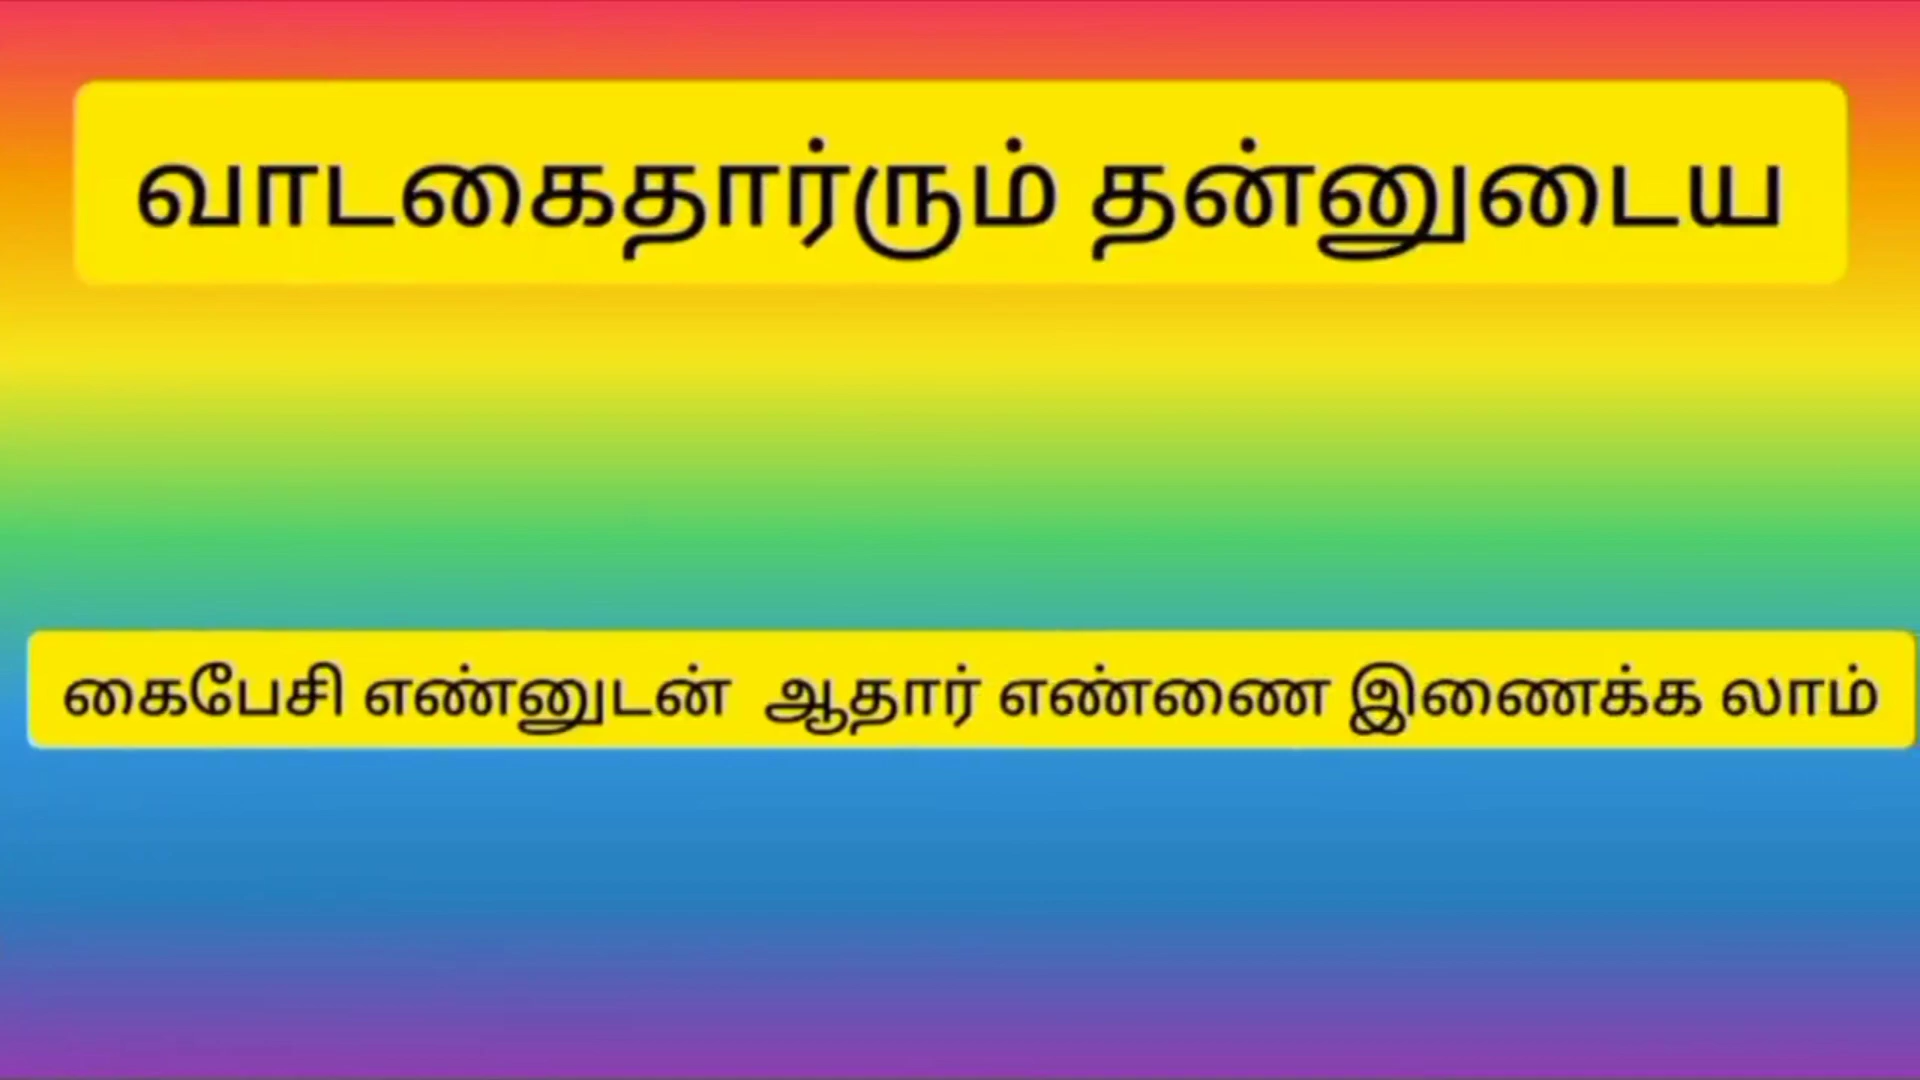 வாடகைதார்ரும் தன்னுடைய
கைபேசி எண்னுடன் ஆதார் எண்ணை இணைக்க லாம்